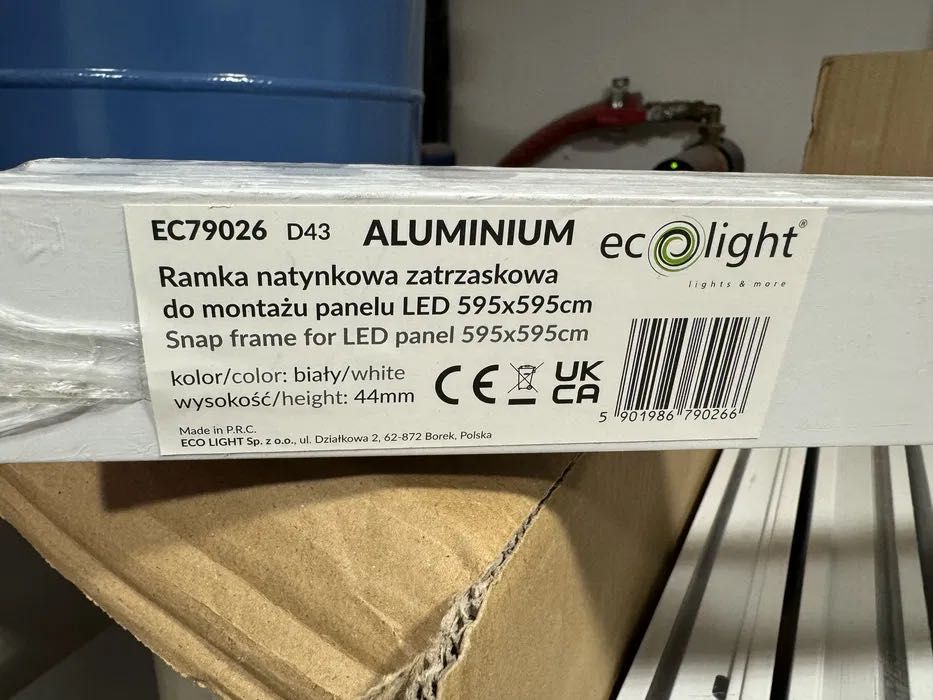 EC79026 D43 ALUMINIUM
ecolight®
lights & more
Ramka natynkowa zatrzaskowa
do montażu panelu LED 595x595cm
Snap frame for LED panel 595x595cm
kolor/color: biały/white
wysokość/height: 44mm
CE
UK
CA
5 901986 790266
Made in P.R.C.
ECO LIGHT Sp. z o.o., ul. Działkowa 2, 62-872 Borek, Polska